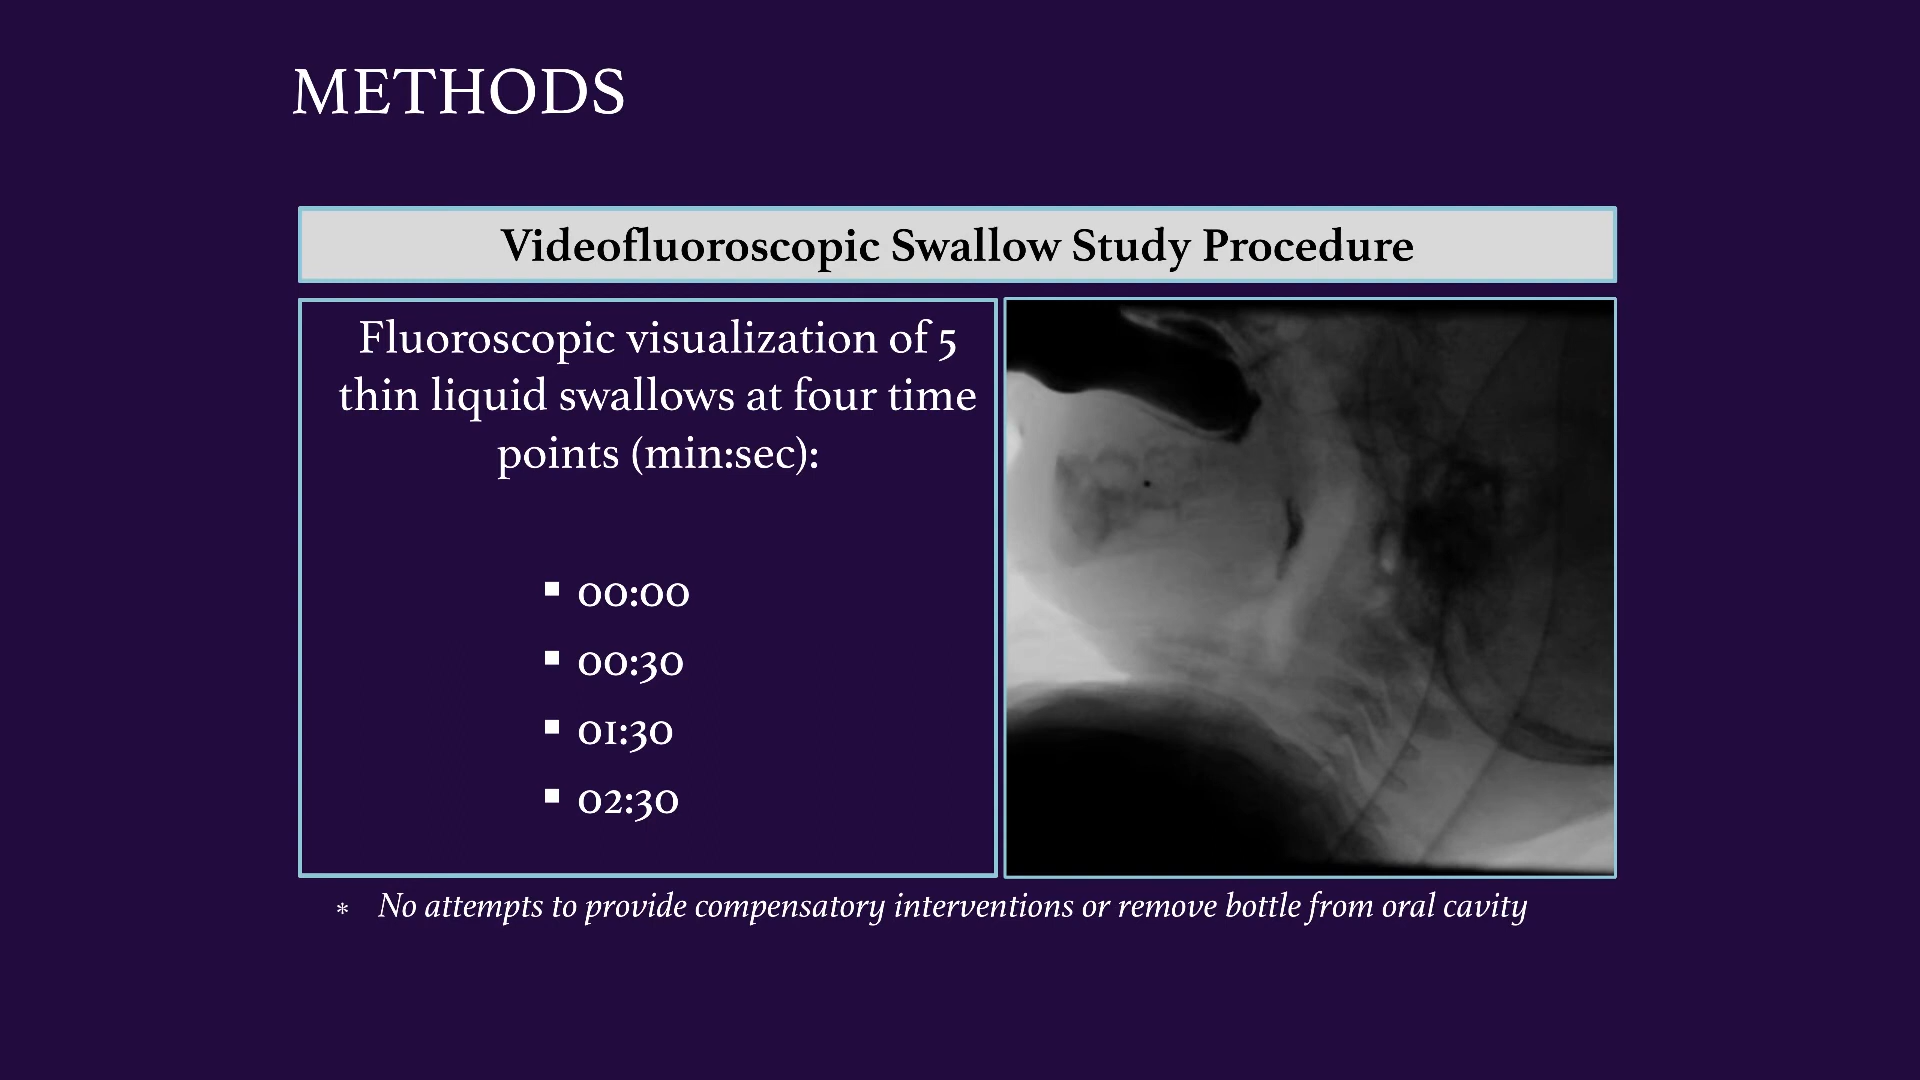 METHODS
Videofluoroscopic Swallow Study Procedure
Fluoroscopic visualization of 5
thin liquid swallows at four time
points (min:sec):
▪ 00:00
▪ 00:30
▪ 01:30
▪ 02:30
* No attempts to provide compensatory interventions or remove bottle from oral cavity